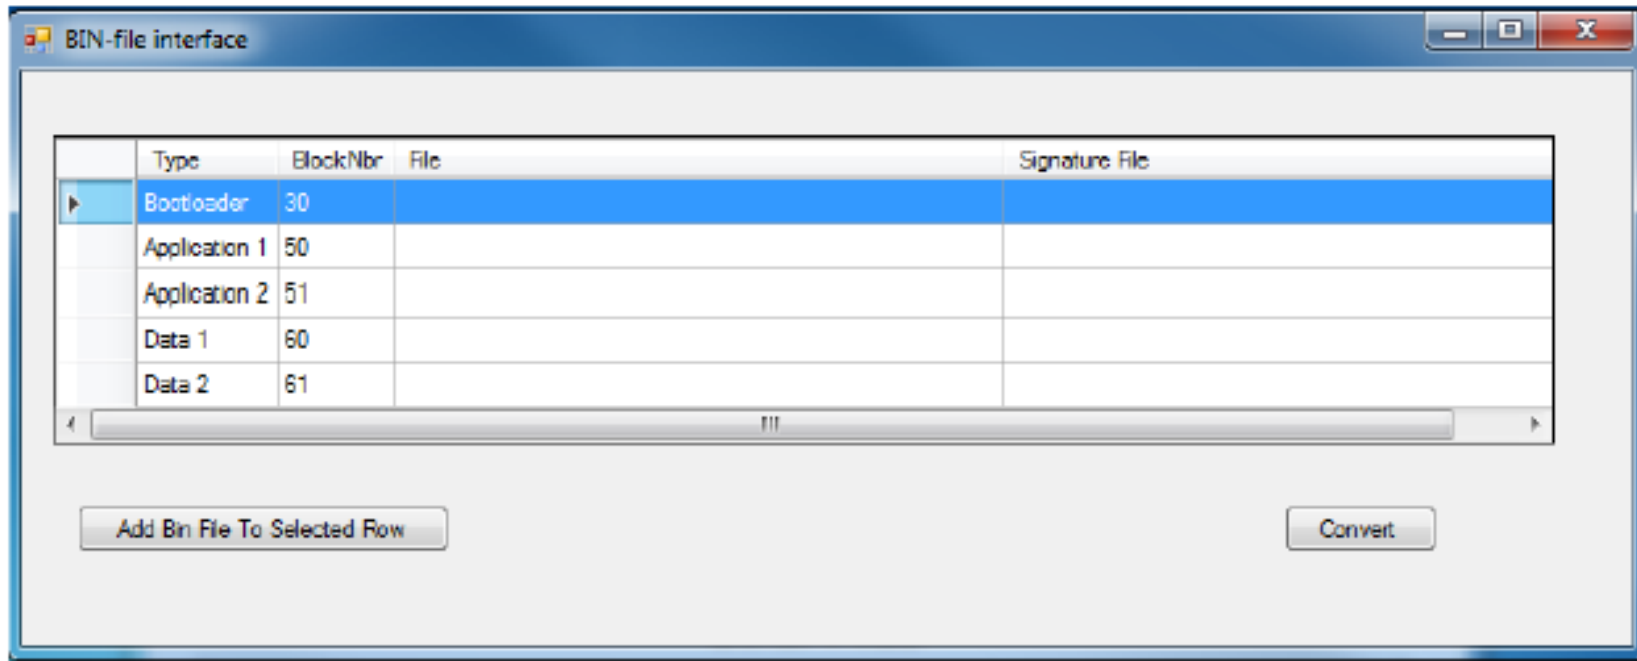 BIN-file interface
Type BlockNbr File Signature File
Bootloader 30
Application 1 50
Application 2 51
Data 1 60
Data 2 61
Add Bin File To Selected Row Convert